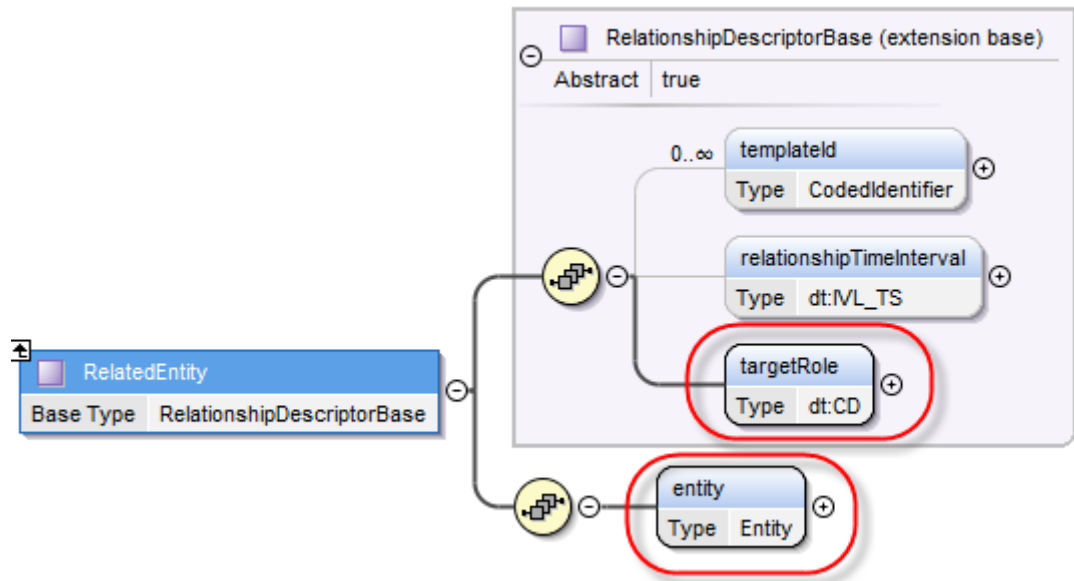 RelationshipDescriptorBase (extension base)
Abstract true
0..∞ templateId
Type CodedIdentifier
relationshipTimeInterval
Type dt:IVL_TS
targetRole
Type dt:CD
RelatedEntity
Base Type RelationshipDescriptorBase
entity
Type Entity